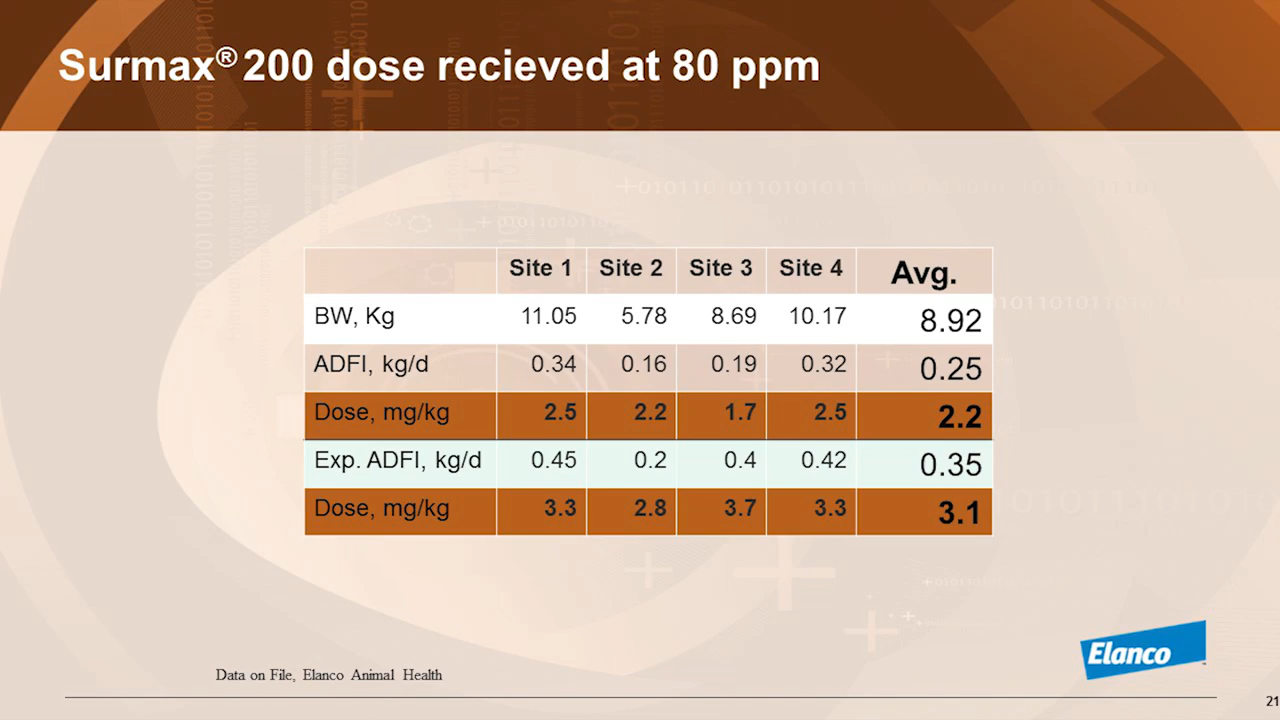 Surmax® 200 dose recieved at 80 ppm
Site 1 Site 2 Site 3 Site 4 Avg.
BW, Kg 11.05 5.78 8.69 10.17 8.92
ADFI, kg/d 0.34 0.16 0.19 0.32 0.25
Dose, mg/kg 2.5 2.2 1.7 2.5 2.2
Exp. ADFI, kg/d 0.45 0.2 0.4 0.42 0.35
Dose, mg/kg 3.3 2.8 3.7 3.3 3.1
Elanco
Data on File, Elanco Animal Health
21